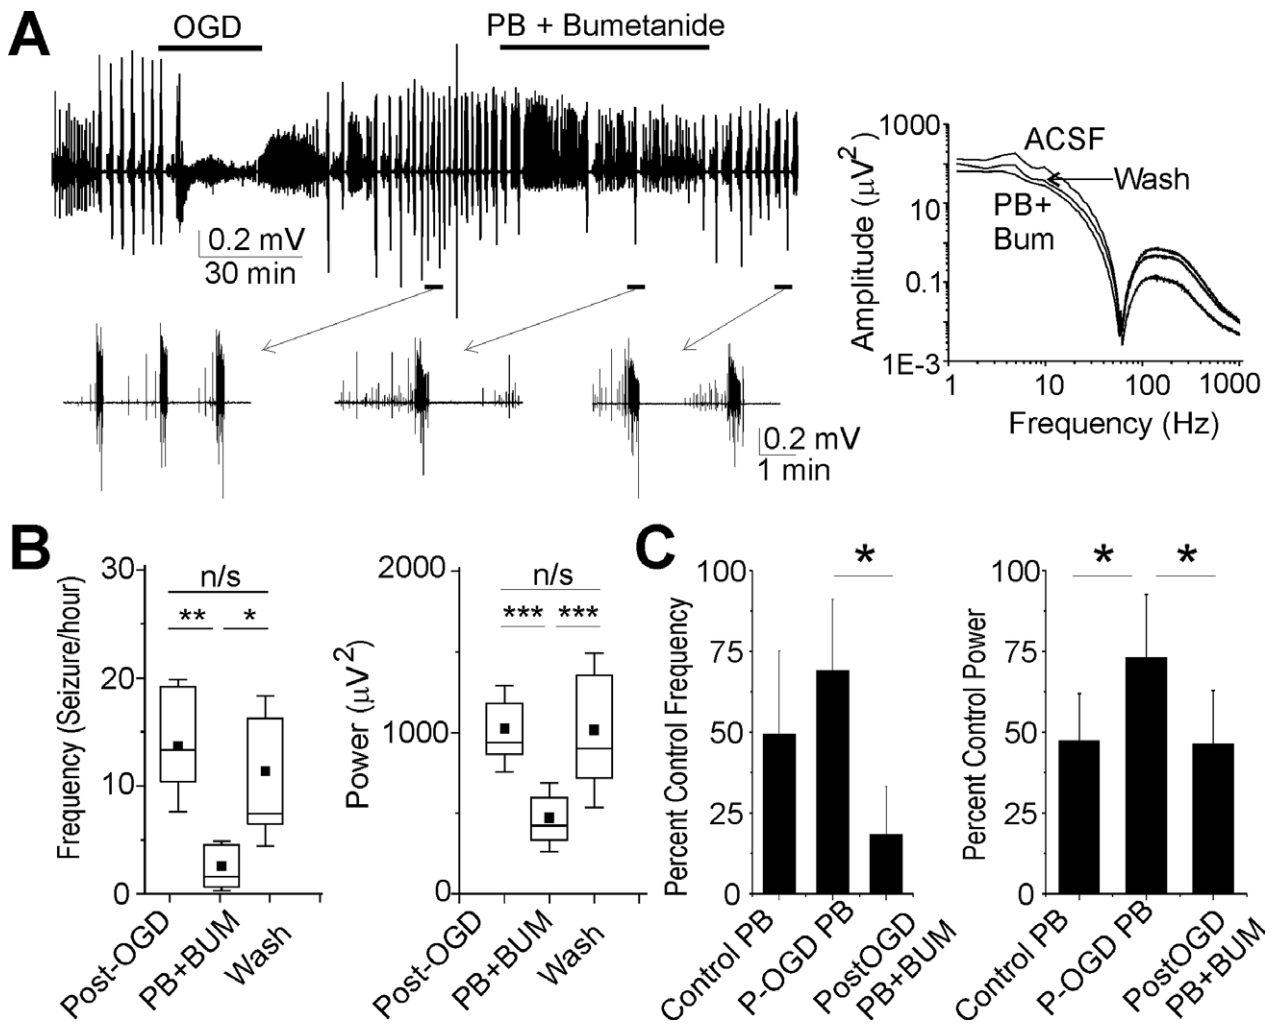 A
OGD
PB + Bumetanide
0.2 mV
30 min
0.2 mV
1 min
Amplitude (μV²)
1000
10
0.1
1E-3
ACSF
Wash
PB+
Bum
1
10
100
1000
Frequency (Hz)
B
Frequency (Seizure/hour)
30
20
10
0
n/s
**
*
Post-OGD
PB+BUM
Wash
Power (μV²)
2000
1000
0
n/s
***
***
Post-OGD
PB+BUM
Wash
C
Percent Control Frequency
100
75
50
25
0
*
Control PB
P-OGD PB
PostOGD
PB+BUM
Percent Control Power
100
75
50
25
0
*
*
Control PB
P-OGD PB
PostOGD
PB+BUM